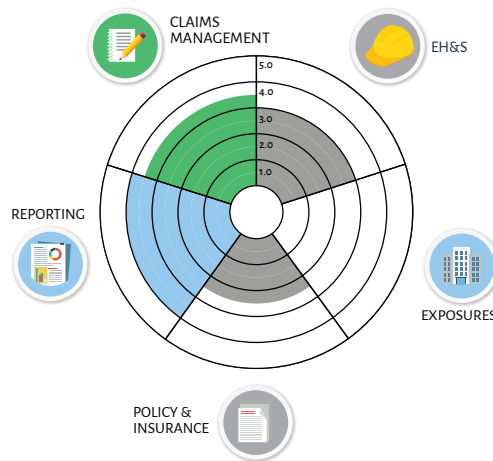 CLAIMS
MANAGEMENT
EH&S
5.0
4.0
3.0
2.0
1.0
REPORTING
EXPOSURES
POLICY &
INSURANCE